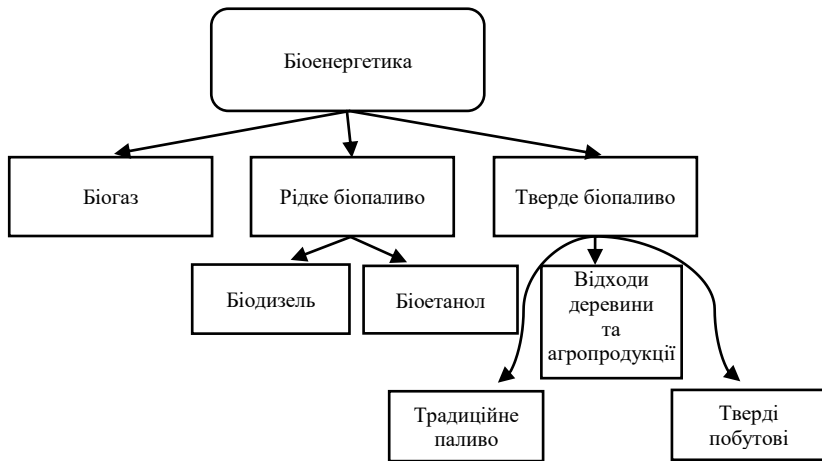 Біоенергетика
Біогаз
Рідке біопаливо
Тверде біопаливо
Біодизель
Біоетанол
Відходи
деревини
та
агропродукції
Традиційне
паливо
Тверді
побутові